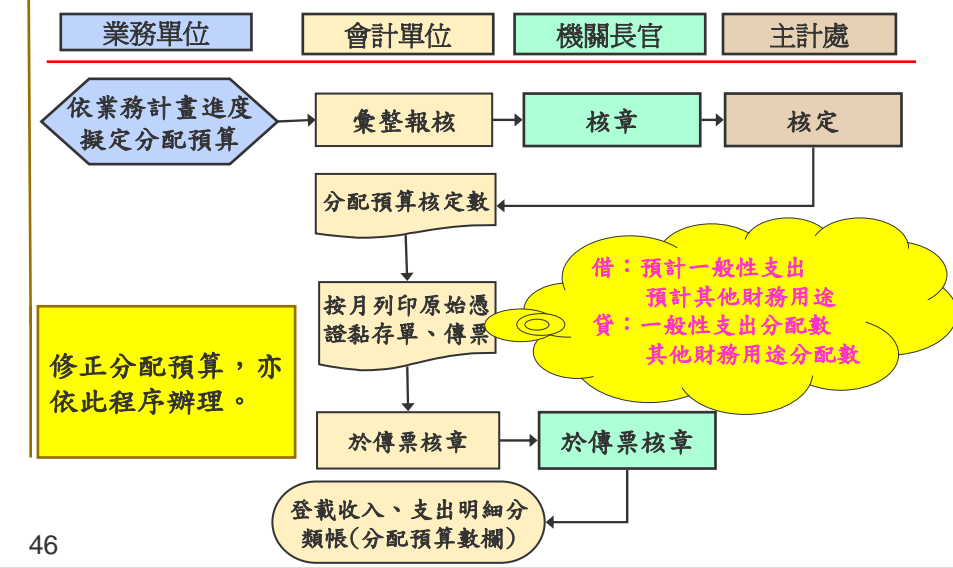 業務單位
會計單位
機關長官
主計處
依業務計畫進度
擬定分配預算
彙整報核
核章
核定
分配預算核定數
借：預計一般性支出
預計其他財務用途
貸：一般性支出分配數
其他財務用途分配數
按月列印原始憑
證黏存單、傳票
修正分配預算，亦
依此程序辦理。
於傳票核章
於傳票核章
登載收入、支出明細分
類帳(分配預算數欄)
46